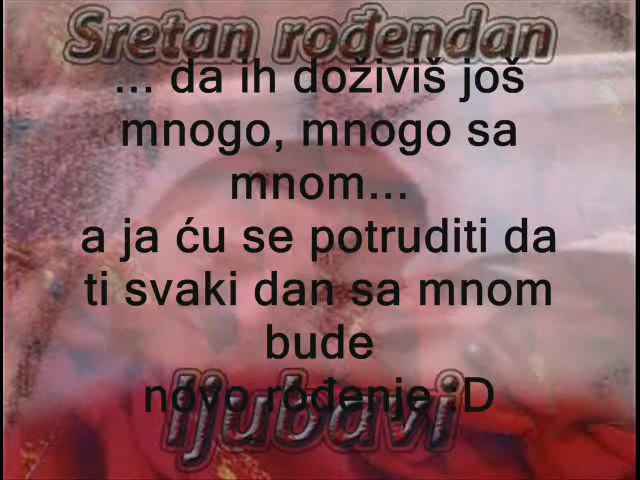 Sretan rođendan
... da ih doživiš još
mnogo, mnogo sa
mnom...
a ja ću se potruditi da
ti svaki dan sa mnom
bude
novo rođenje :D
ljubavi